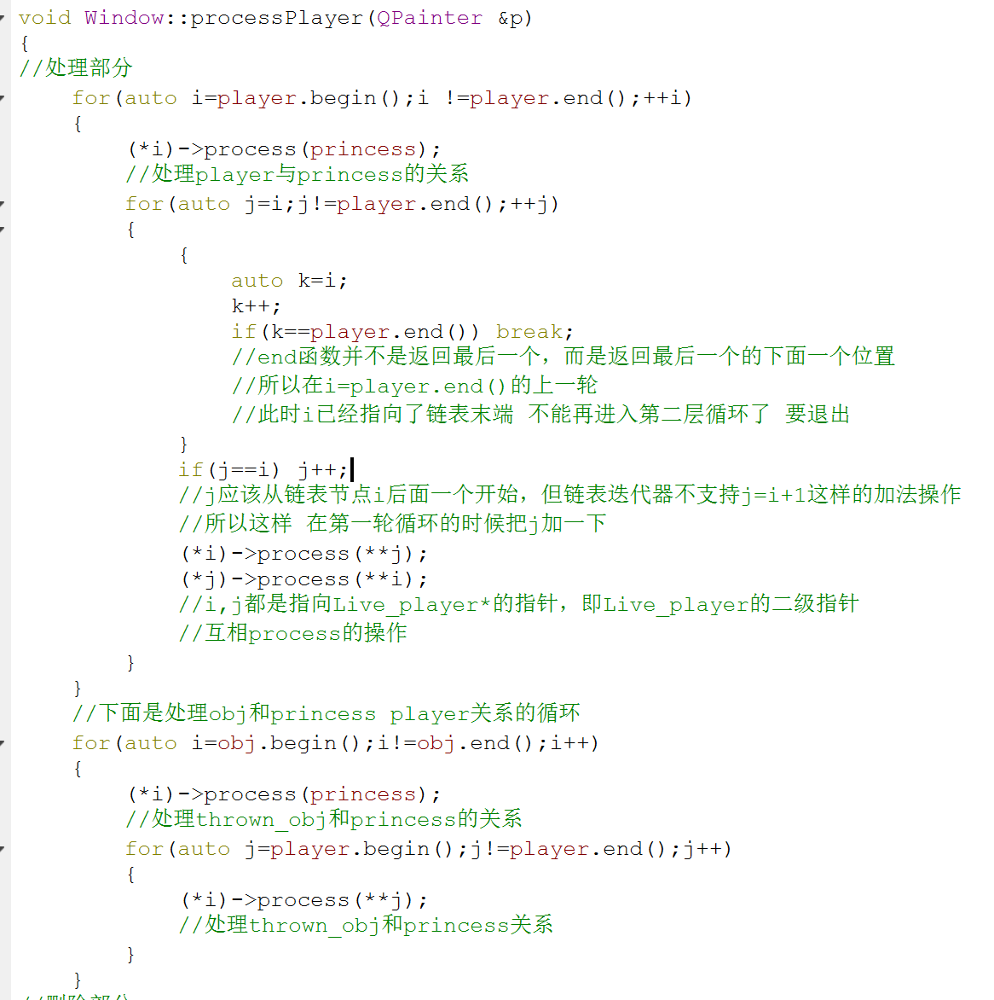 void Window::processPlayer(QPainter &p)
{
//处理部分
    for(auto i=player.begin();i !=player.end();++i)
    {
        (*i)->process(princess);
        //处理player与princess的关系
        for(auto j=i;j!=player.end();++j)
        {
            {
                auto k=i;
                k++;
                if(k==player.end()) break;
                //end函数并不是返回最后一个，而是返回最后一个的下面一个位置
                //所以在i=player.end()的上一轮
                //此时i已经指向了链表末端 不能再进入第二层循环了 要退出
            }
            if(j==i) j++;
            //j应该从链表节点i后面一个开始，但链表迭代器不支持j=i+1这样的加法操作
            //所以这样 在第一轮循环的时候把j加一下
            (*i)->process(**j);
            (*j)->process(**i);
            //i,j都是指向Live_player*的指针，即Live_player的二级指针
            //互相process的操作
        }
    }
    //下面是处理obj和princess player关系的循环
    for(auto i=obj.begin();i!=obj.end();i++)
    {
        (*i)->process(princess);
        //处理thrown_obj和princess的关系
        for(auto j=player.begin();j!=player.end();j++)
        {
            (*i)->process(**j);
            //处理thrown_obj和princess关系
        }
    }
//删除部分